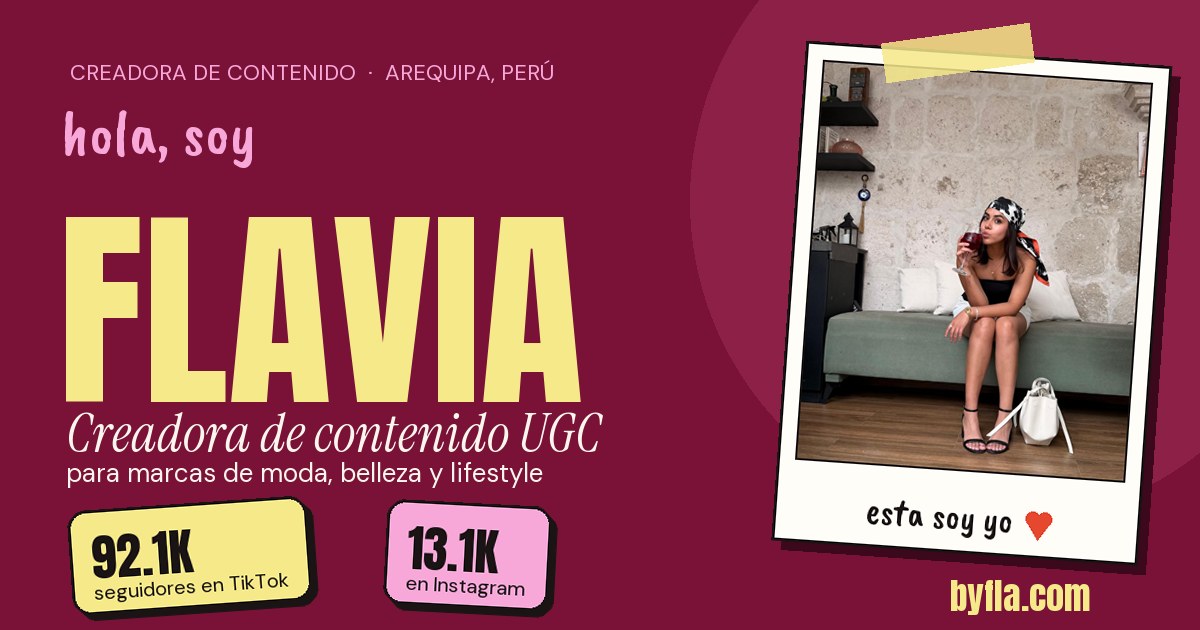 CREADORA DE CONTENIDO · AREQUIPA, PERÚ
hola, soy
FLAVIA
Creadora de contenido UGC
para marcas de moda, belleza y lifestyle
92.1K
seguidores en TikTok
13.1K
en Instagram
esta soy yo
byfla.com